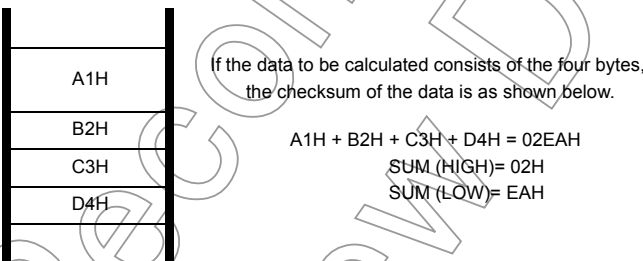 A1H
B2H
C3H
D4H
If the data to be calculated consists of the four bytes,
the checksum of the data is as shown below.
A1H + B2H + C3H + D4H = 02EAH
SUM (HIGH)= 02H
SUM (LOW)= EAH